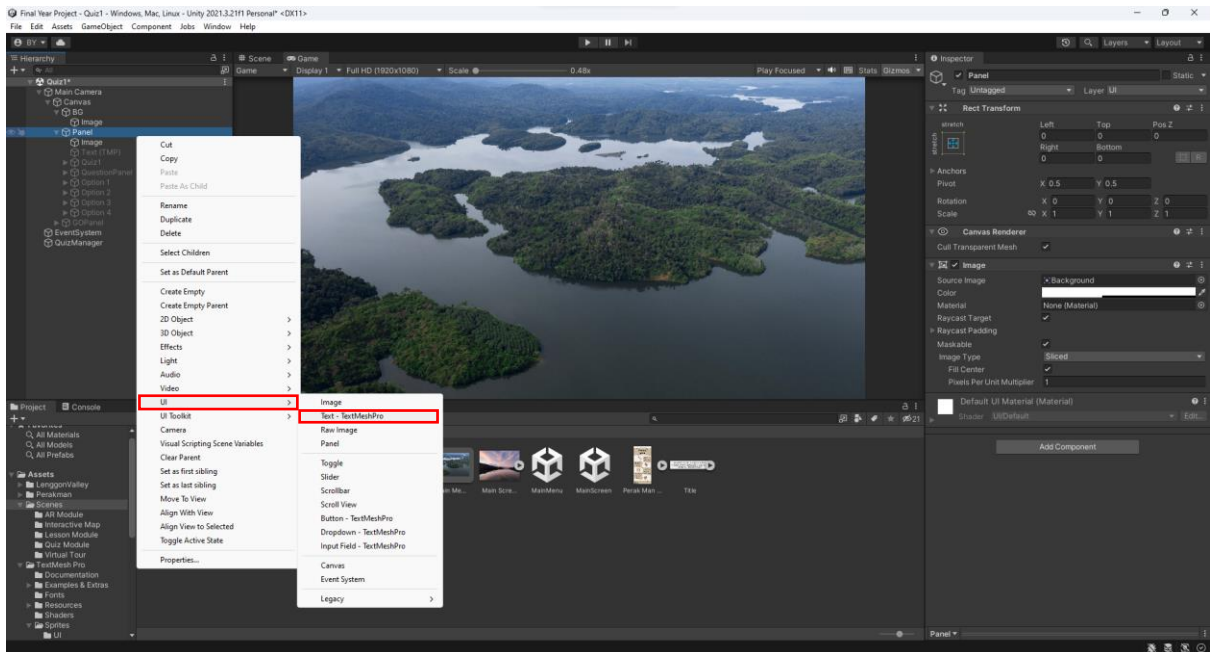 Final Year Project - Quiz1 - Windows, Mac, Linux - Unity 2021.3.21f1 Personal* <DX11>
File Edit Assets GameObject Component Jobs Window Help
BY
Layers
Layout
Hierarchy
All
Quiz1*
Main Camera
Canvas
BG
Image
Panel
Image
Text (TMP)
Quiz1
QuestionPanel
Option 1
Option 2
Option 3
Option 4
GOPanel
EventSystem
QuizManager
Scene
Game
Game
Display 1
Full HD (1920x1080)
Scale
0.48x
Play Focused
Stats
Gizmos
Cut
Copy
Paste
Paste As Child
Rename
Duplicate
Delete
Select Children
Set as Default Parent
Create Empty
Create Empty Parent
2D Object
3D Object
Effects
Light
Audio
Video
UI
UI Toolkit
Camera
Visual Scripting Scene Variables
Clear Parent
Set as first sibling
Set as last sibling
Move To View
Align With View
Align View to Selected
Toggle Active State
Properties...
Image
Text - TextMeshPro
Raw Image
Panel
Toggle
Slider
Scrollbar
Scroll View
Button - TextMeshPro
Dropdown - TextMeshPro
Input Field - TextMeshPro
Canvas
Event System
Legacy
Project
Console
Favorites
All Materials
All Models
All Prefabs
Assets
LenggonValley
Perakman
Scenes
AR Module
Interactive Map
Lesson Module
Quiz Module
Virtual Tour
TextMesh Pro
Documentation
Examples & Extras
Fonts
Resources
Shaders
Sprites
UI
21
Main Scre...
MainMenu
MainScreen
Perak Man ...
Title
Inspector
Panel
Static
Tag Untagged
Layer UI
Rect Transform
stretch
stretch
Left Top Pos Z
0 0 0
Right Bottom
0 0
R
Anchors
Pivot X 0.5 Y 0.5
Rotation X 0 Y 0 Z 0
Scale X 1 Y 1 Z 1
Canvas Renderer
Cull Transparent Mesh
Image
Source Image Background
Color
Material None (Material)
Raycast Target
Raycast Padding
Maskable
Image Type Sliced
Fill Center
Pixels Per Unit Multiplier 1
Default UI Material (Material)
Shader UI/Default
Edit...
Add Component
Panel